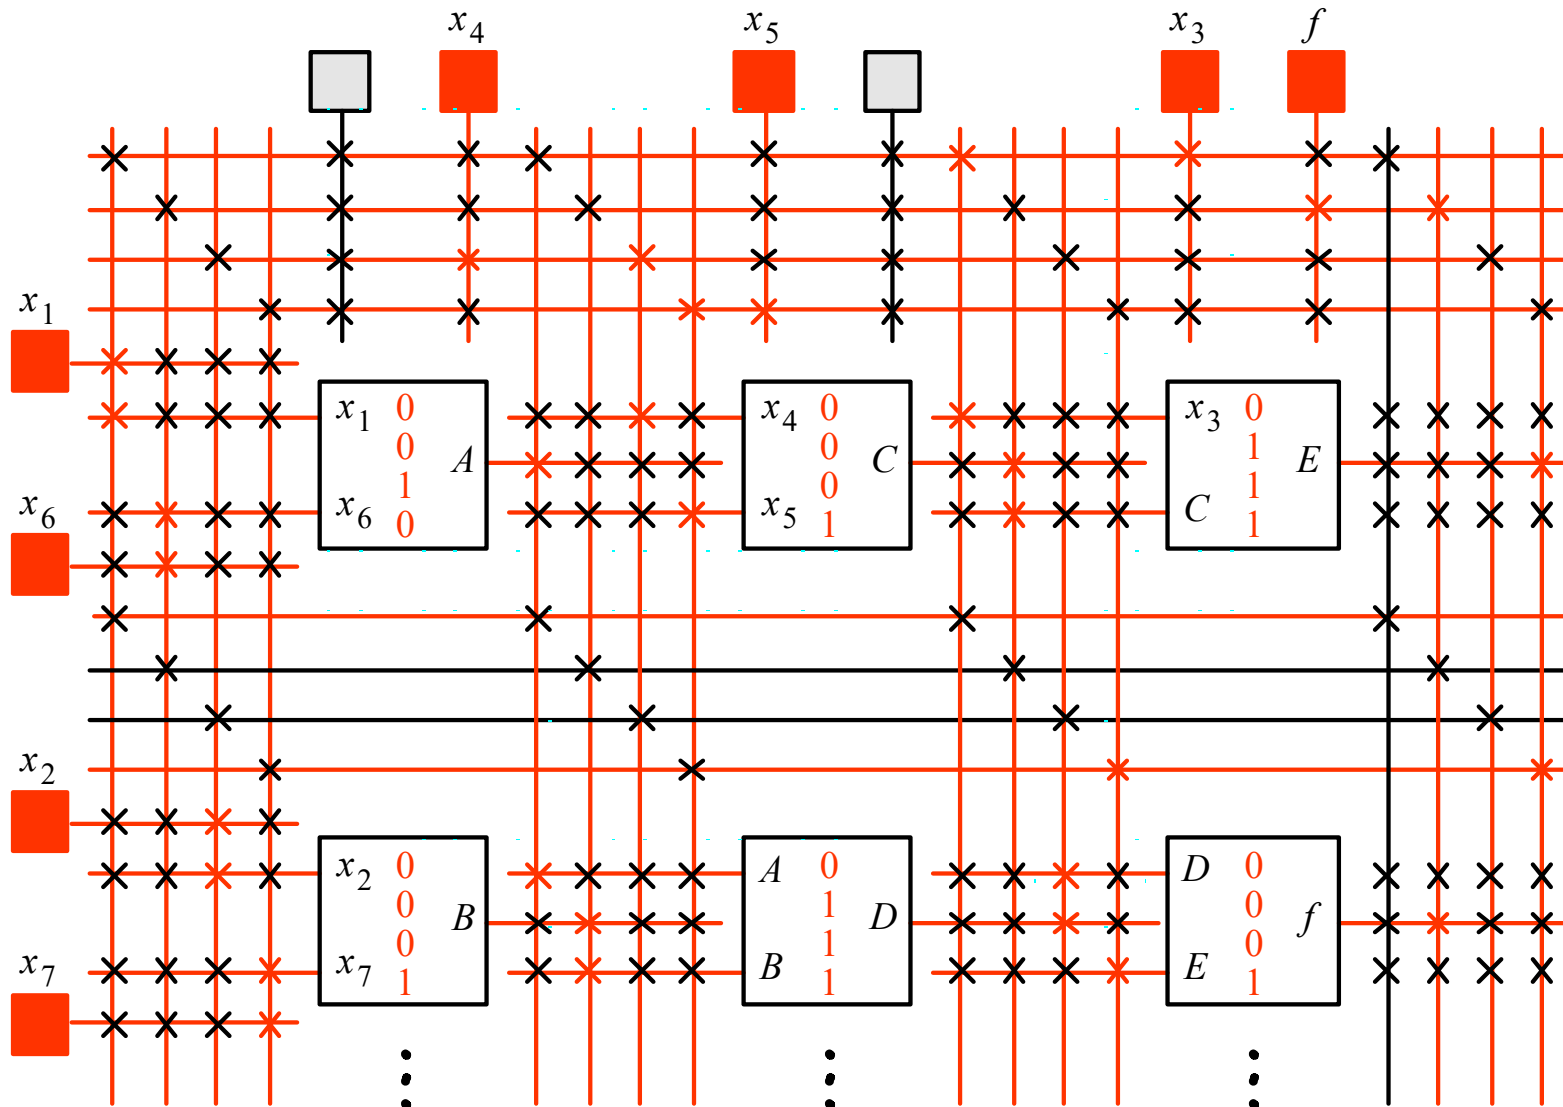 x4 x5 x3 f
x1
x1 0 x4 0 x3 0
0 0 1
A C E
1 0 1
x6 x6 0 x5 1 C 1
x2
x2 0 A 0 D 0
0 1 0
B D f
0 1 0
x7 x7 1 B 1 E 1